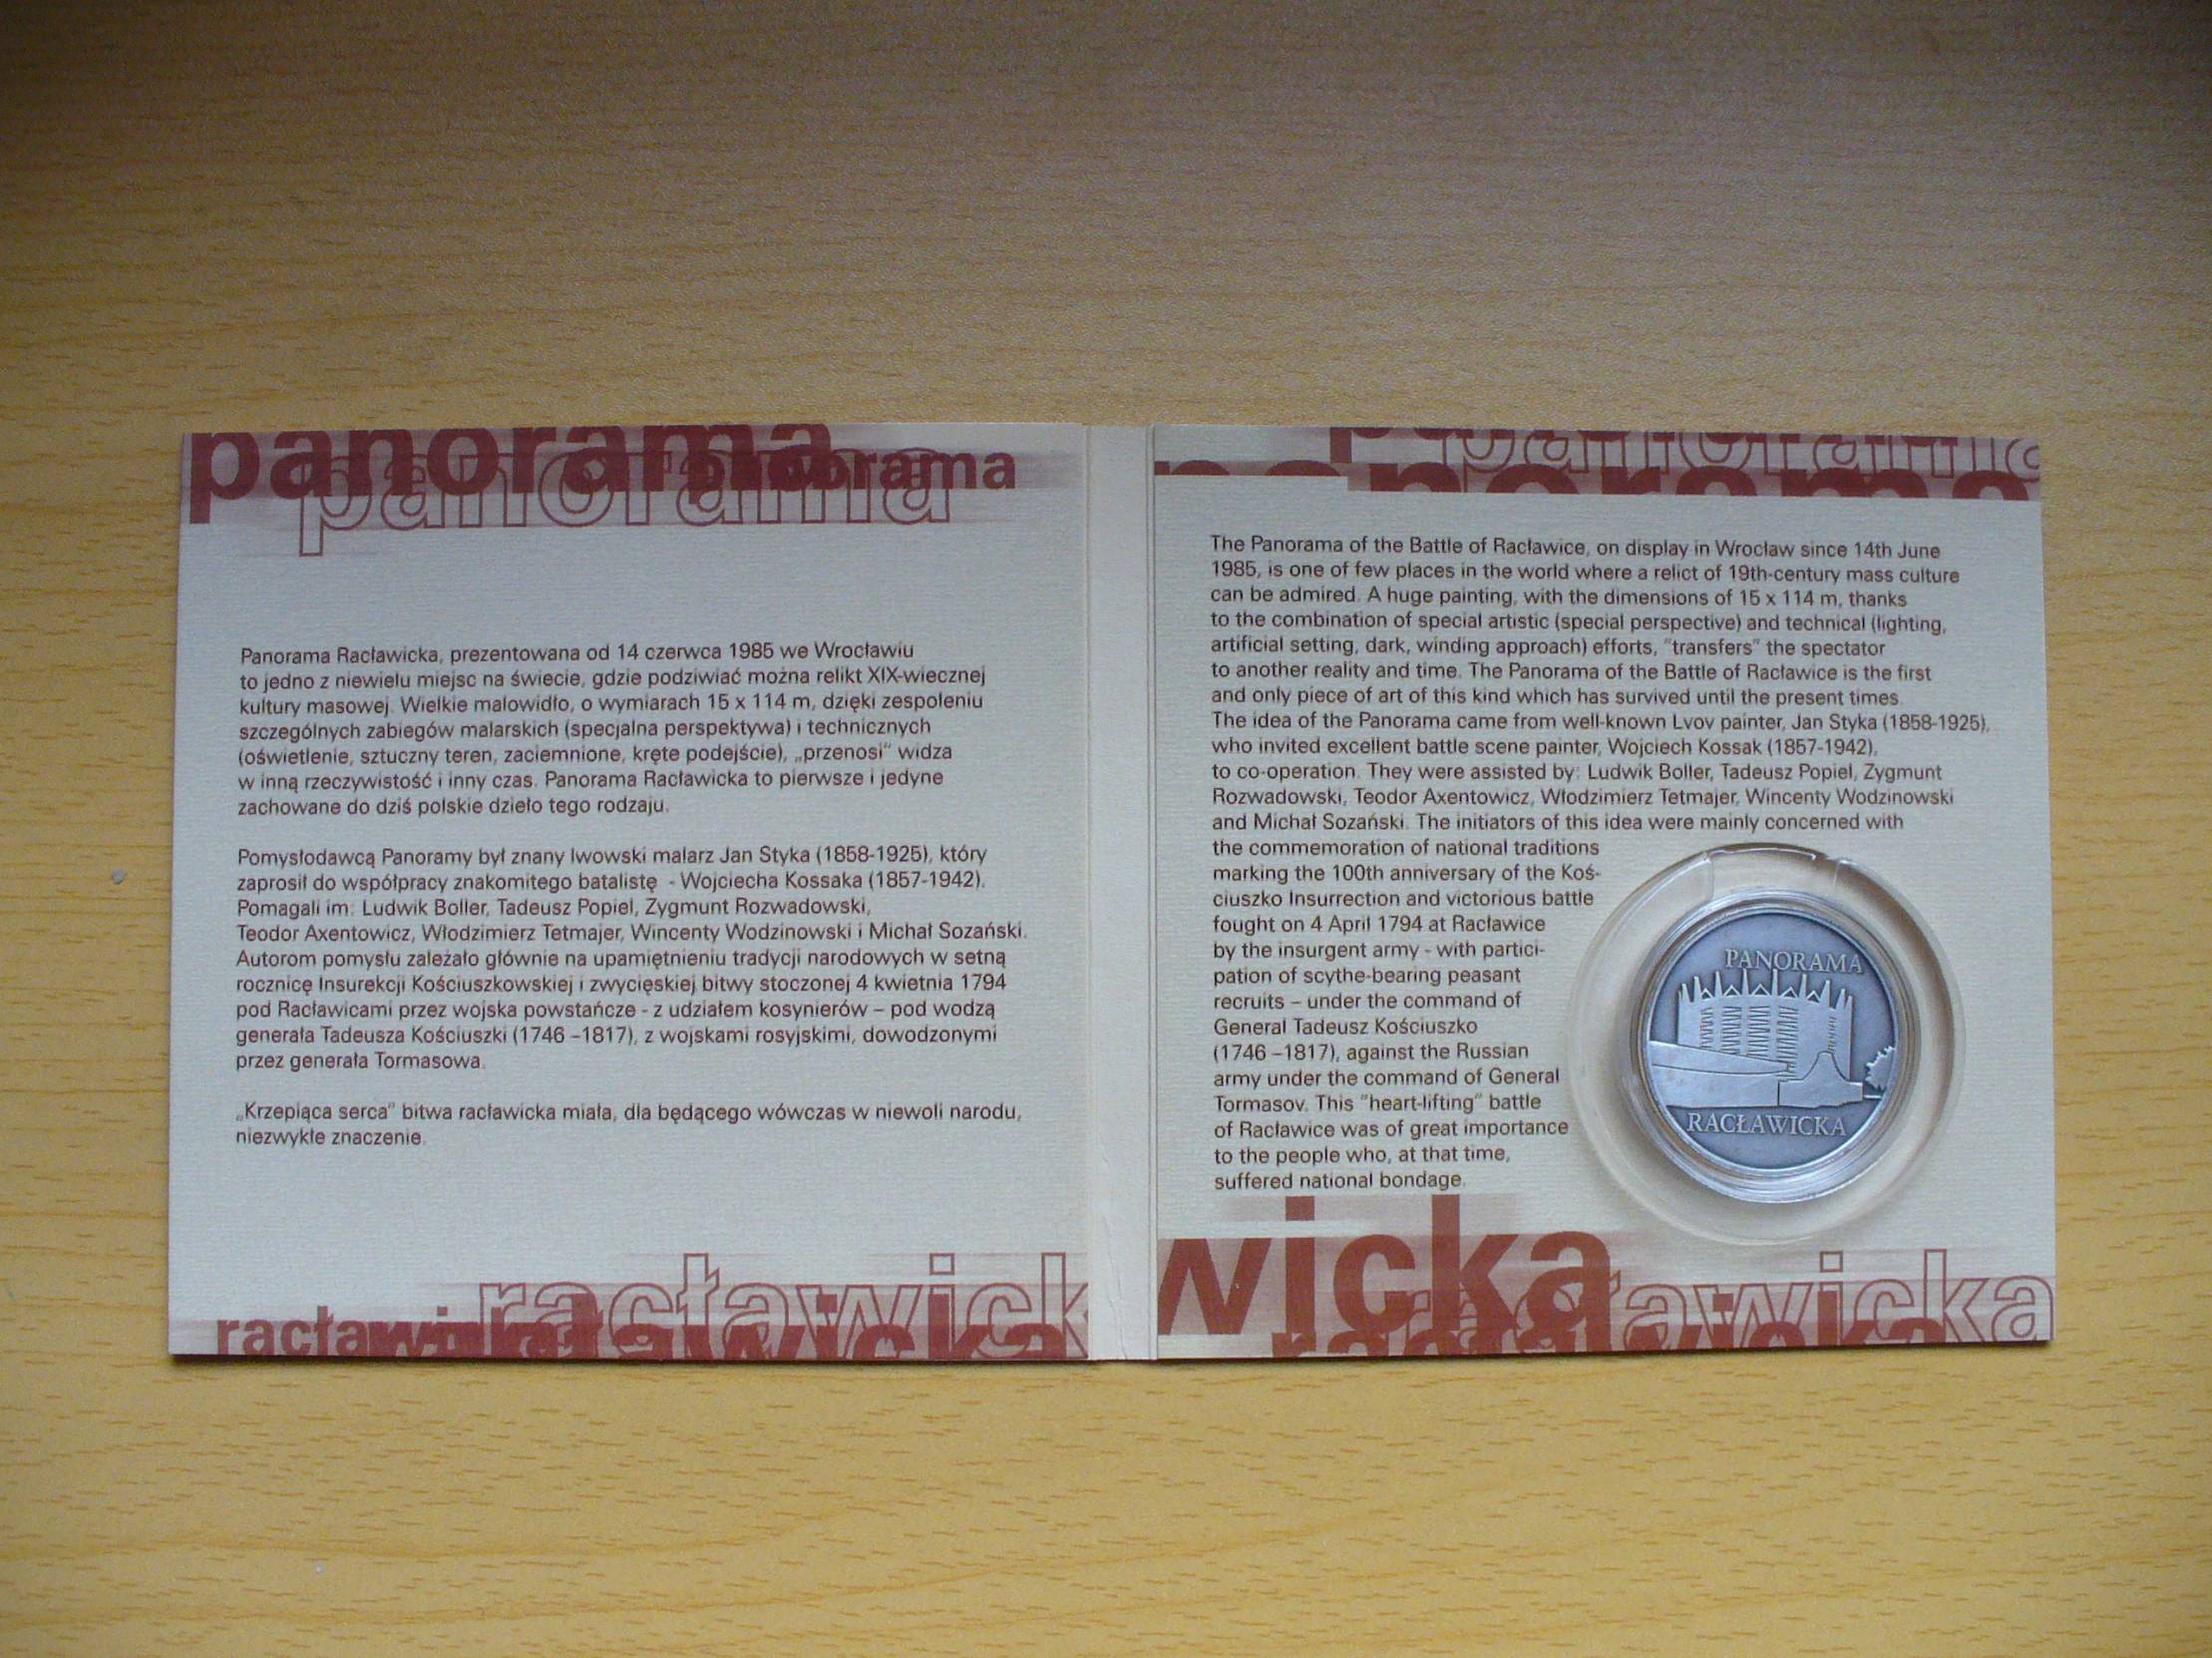 panorama
panorama
panorama
Panorama Racławicka, prezentowana od 14 czerwca 1985 we Wrocławiu
to jedno z niewielu miejsc na świecie, gdzie podziwiać można relikt XIX-wiecznej
kultury masowej. Wielkie malowidło, o wymiarach 15 x 114 m, dzięki zespoleniu
szczególnych zabiegów malarskich (specjalna perspektywa) i technicznych
(oświetlenie, sztuczny teren, zaciemnione, kręte podejście), „przenosi” widza
w inną rzeczywistość i inny czas. Panorama Racławicka to pierwsze i jedyne
zachowane do dziś polskie dzieło tego rodzaju.
Pomysłodawcą Panoramy był znany lwowski malarz Jan Styka (1858-1925), który
zaprosił do współpracy znakomitego batalistę - Wojciecha Kossaka (1857-1942).
Pomagali im: Ludwik Boller, Tadeusz Popiel, Zygmunt Rozwadowski,
Teodor Axentowicz, Włodzimierz Tetmajer, Wincenty Wodzinowski i Michał Sozański.
Autorom pomysłu zależało głównie na upamiętnieniu tradycji narodowych w setną
rocznicę Insurekcji Kościuszkowskiej i zwycięskiej bitwy stoczonej 4 kwietnia 1794
pod Racławicami przez wojska powstańcze - z udziałem kosynierów – pod wodzą
generała Tadeusza Kościuszki (1746 –1817), z wojskami rosyjskimi, dowodzonymi
przez generała Tormasowa.
„Krzepiąca serca” bitwa racławicka miała, dla będącego wówczas w niewoli narodu,
niezwykłe znaczenie.
racławick
racławicka
racławicka
panorama
panorama
The Panorama of the Battle of Racławice, on display in Wrocław since 14th June
1985, is one of few places in the world where a relict of 19th-century mass culture
can be admired. A huge painting, with the dimensions of 15 x 114 m, thanks
to the combination of special artistic (special perspective) and technical (lighting,
artificial setting, dark, winding approach) efforts, "transfers" the spectator
to another reality and time. The Panorama of the Battle of Racławice is the first
and only piece of art of this kind which has survived until the present times.
The idea of the Panorama came from well-known Lvov painter, Jan Styka (1858-1925),
who invited excellent battle scene painter, Wojciech Kossak (1857-1942),
to co-operation. They were assisted by: Ludwik Boller, Tadeusz Popiel, Zygmunt
Rozwadowski, Teodor Axentowicz, Włodzimierz Tetmajer, Wincenty Wodzinowski
and Michał Sozański. The initiators of this idea were mainly concerned with
the commemoration of national traditions
marking the 100th anniversary of the Koś-
ciuszko Insurrection and victorious battle
fought on 4 April 1794 at Racławice
by the insurgent army - with partici-
pation of scythe-bearing peasant
recruits – under the command of
General Tadeusz Kościuszko
(1746 –1817), against the Russian
army under the command of General
Tormasov. This "heart-lifting" battle
of Racławice was of great importance
to the people who, at that time,
suffered national bondage.
PANORAMA
RACŁAWICKA
wicka
racławicka